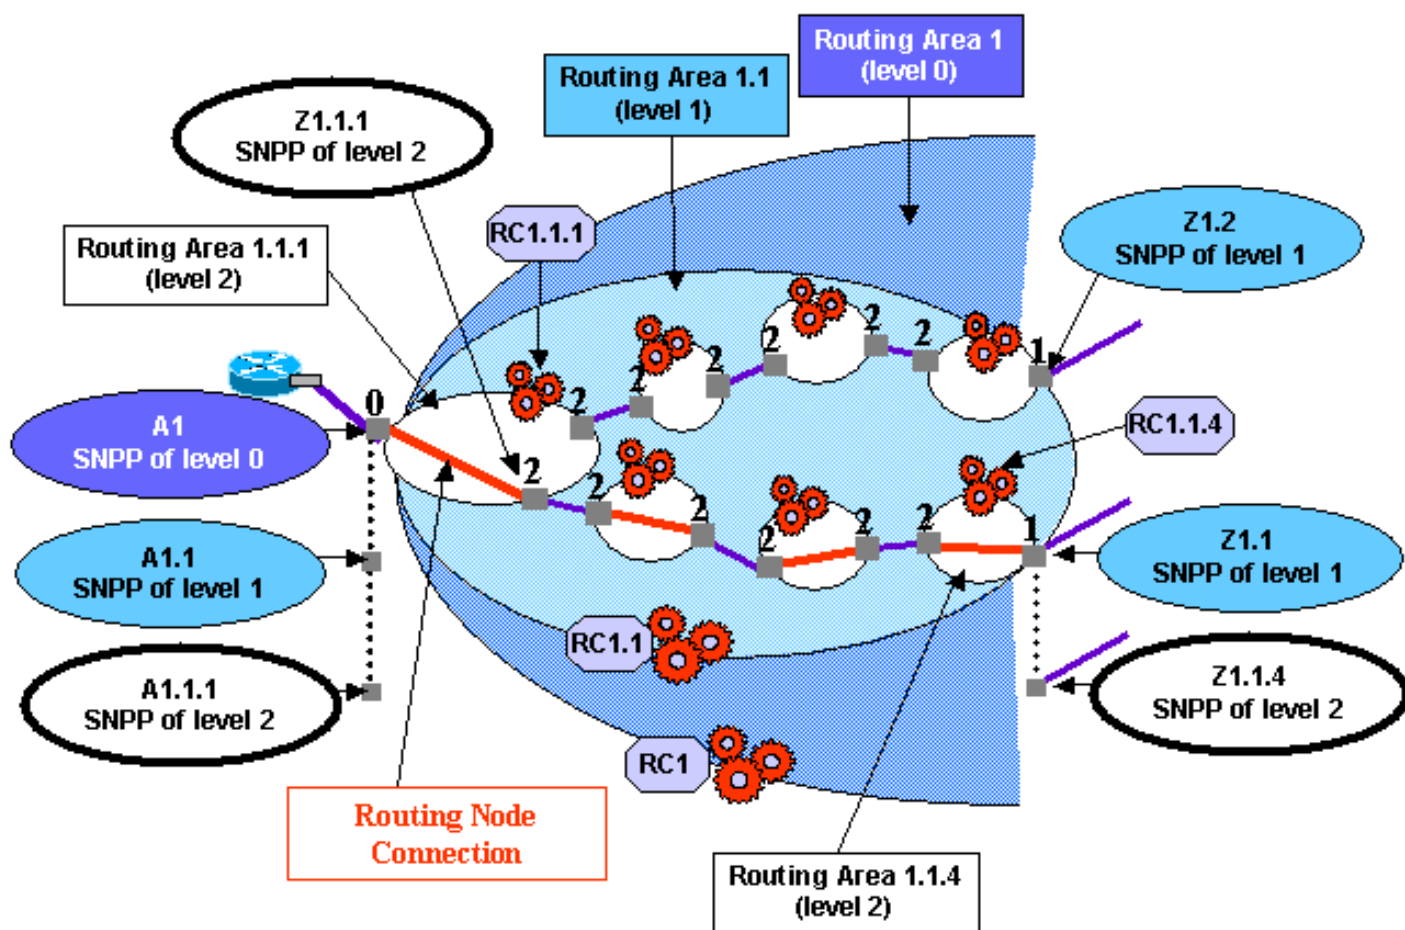 Routing Area 1
(level 0)
Routing Area 1.1
(level 1)
Z1.1.1
SNPP of level 2
RC1.1.1
Z1.2
SNPP of level 1
Routing Area 1.1.1
(level 2)
2
2
2
1
2
2
2
0
2
A1
SNPP of level 0
RC1.1.4
2
2
2
2
2
2
1
A1.1
SNPP of level 1
Z1.1
SNPP of level 1
RC1.1
A1.1.1
SNPP of level 2
Z1.1.4
SNPP of level 2
RC1
Routing Node
Connection
Routing Area 1.1.4
(level 2)